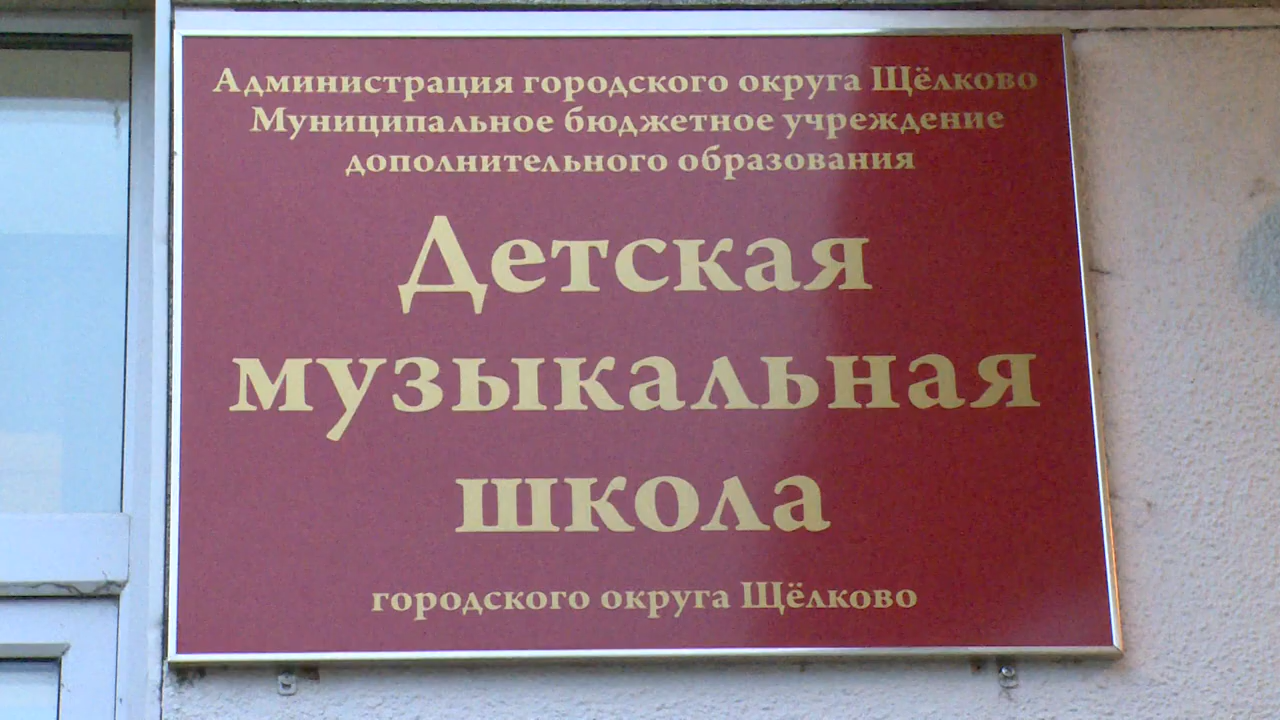 Администрация городского округа Щёлково
Муниципальное бюджетное учреждение
дополнительного образования
Детская
музыкальная
школа
городского округа Щёлково